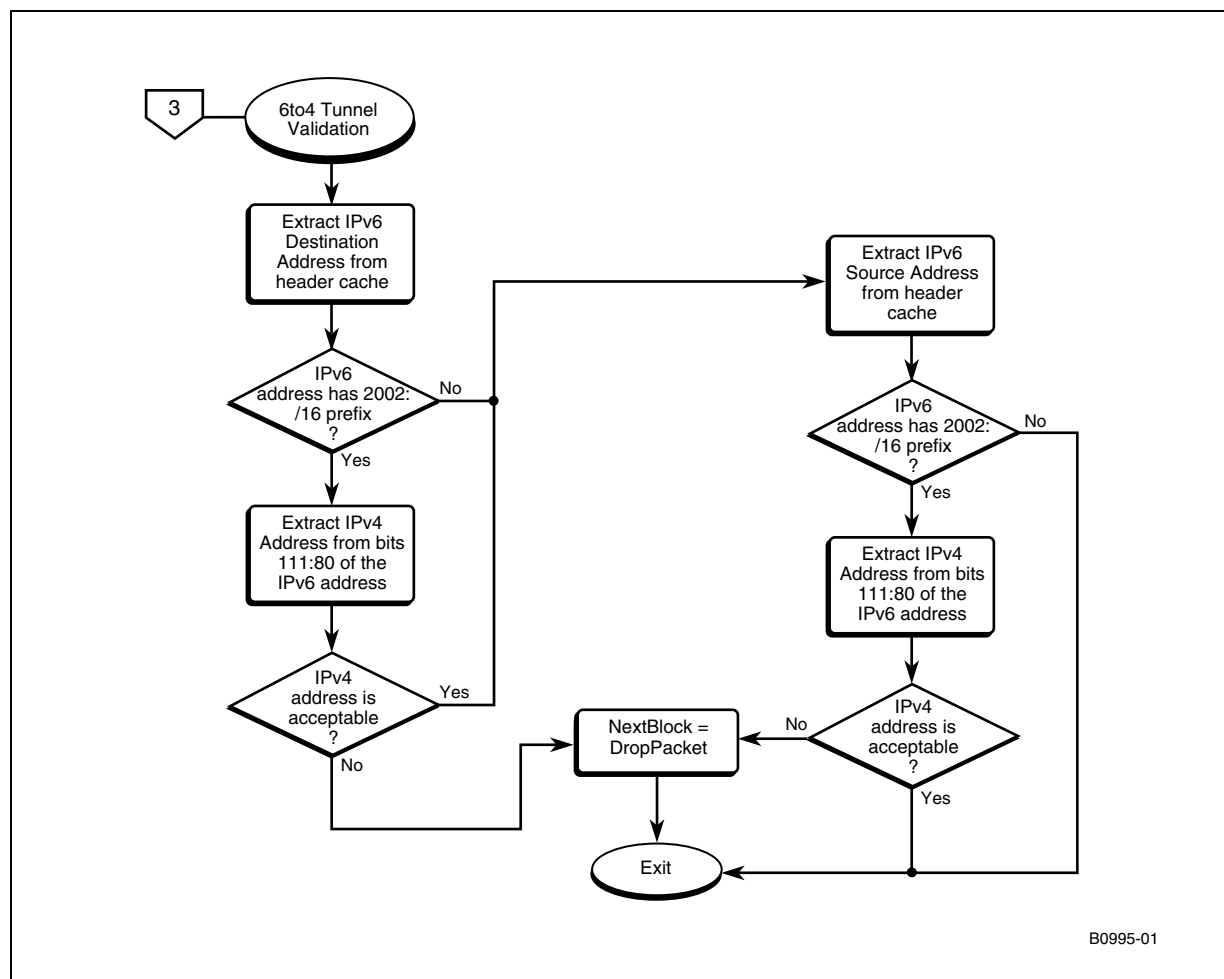 3
6to4 Tunnel
Validation
Extract IPv6
Destination
Address from
header cache
IPv6
address has 2002:
/16 prefix
?
No
Yes
Extract IPv4
Address from bits
111:80 of the
IPv6 address
IPv4
address is
acceptable
?
Yes
No
Extract IPv6
Source Address
from header
cache
IPv6
address has 2002:
/16 prefix
?
No
Yes
Extract IPv4
Address from bits
111:80 of the
IPv6 address
IPv4
address is
acceptable
?
No
Yes
NextBlock =
DropPacket
Exit
B0995-01